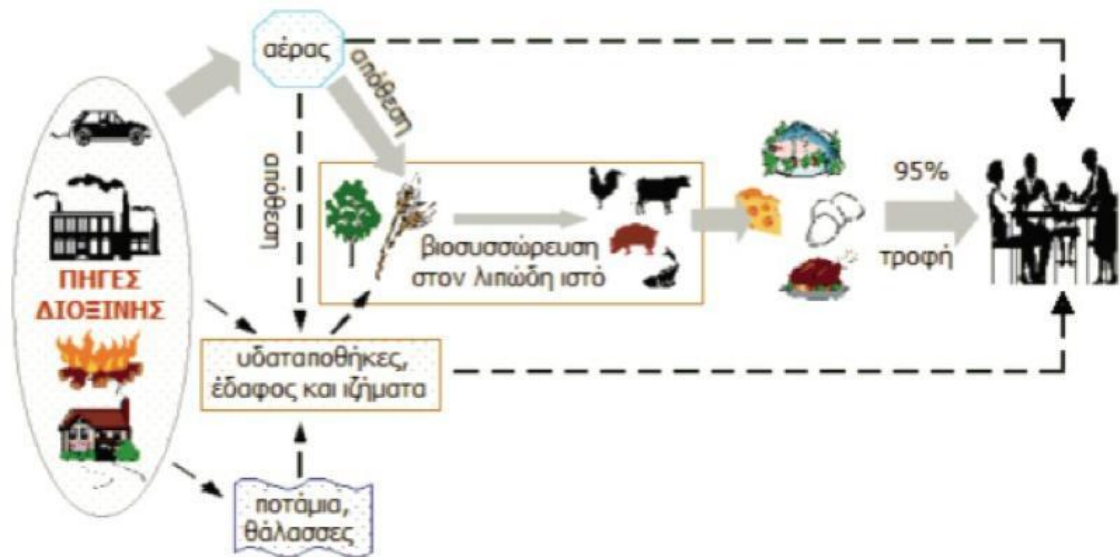 αέρας
απόθεση
απόθεση
ΠΗΓΕΣ
ΔΙΟΞΙΝΗΣ
βιοσυσσώρευση
στον λιπώδη ιστό
95%
τροφή
υδαταποθήκες,
έδαφος και ιζήματα
ποτάμια,
θάλασσες